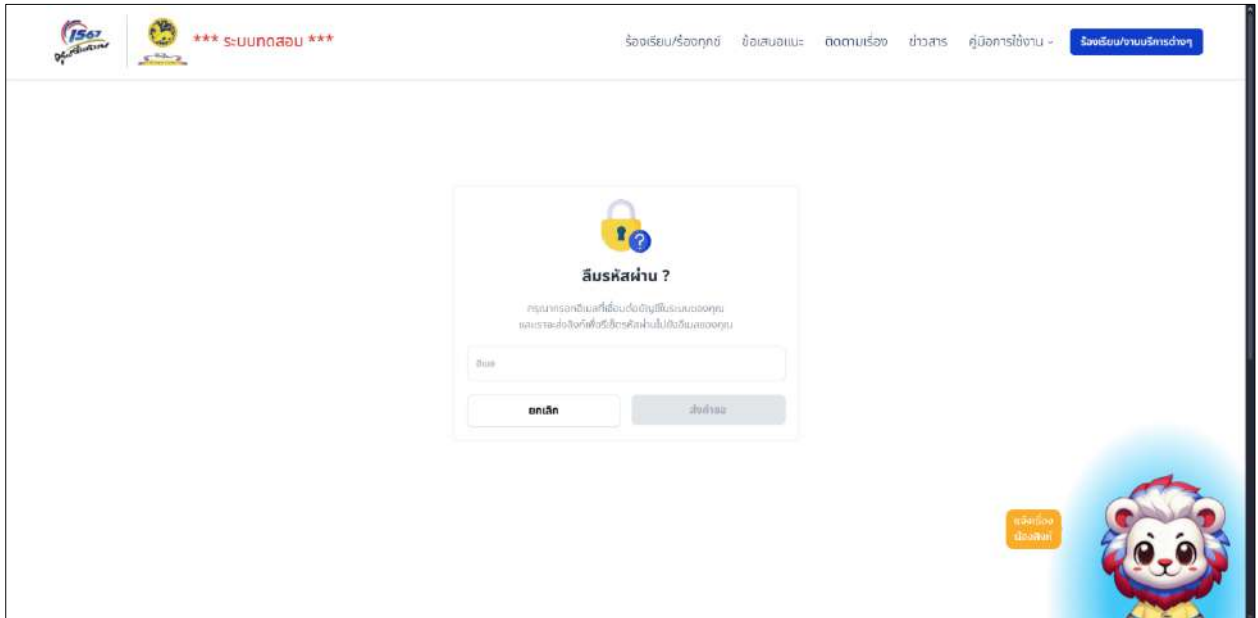 1567
*** ระบบทดสอบ ***
ร้องเรียน/ร้องทุกข์
ข้อเสนอแนะ
ติดตามเรื่อง
ข่าวสาร
คู่มือการใช้งาน
ร้องเรียน/งานบริการต่างๆ
ลืมรหัสผ่าน ?
กรุณากรอกอีเมลที่เชื่อมต่อบัญชีในระบบของคุณ
และเราจะส่งลิงก์เพื่อรีเซ็ตรหัสผ่านไปยังอีเมลของคุณ
อีเมล
ยกเลิก
ส่งคำขอ
แจ้งเรื่อง
น้องสิงห์